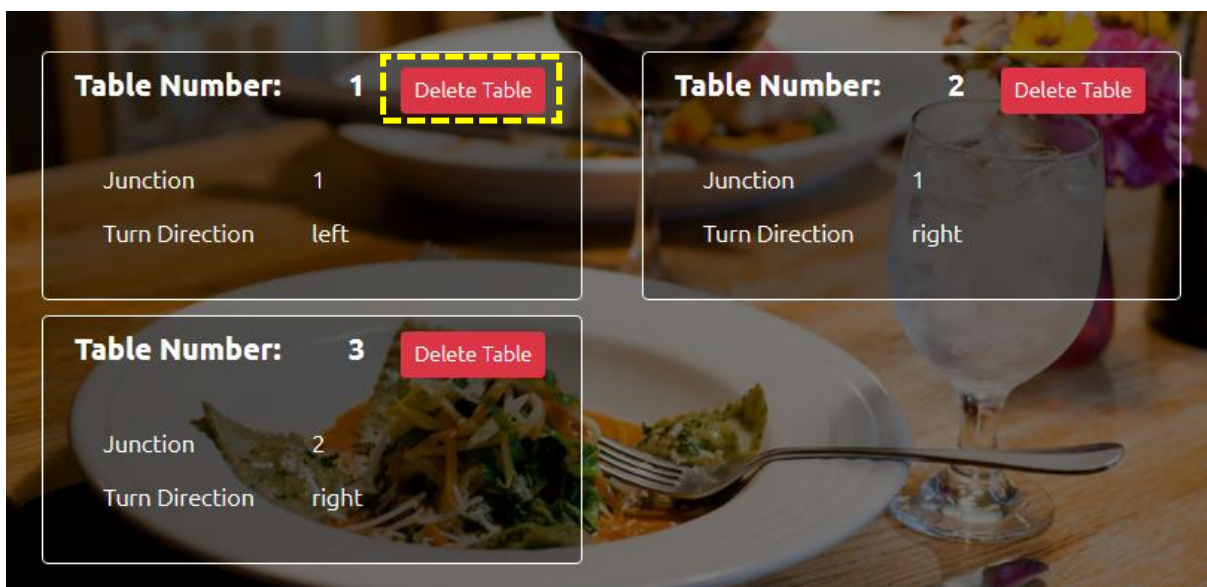 Table Number: 1 Delete Table
Junction 1
Turn Direction left
Table Number: 2 Delete Table
Junction 1
Turn Direction right
Table Number: 3 Delete Table
Junction 2
Turn Direction right